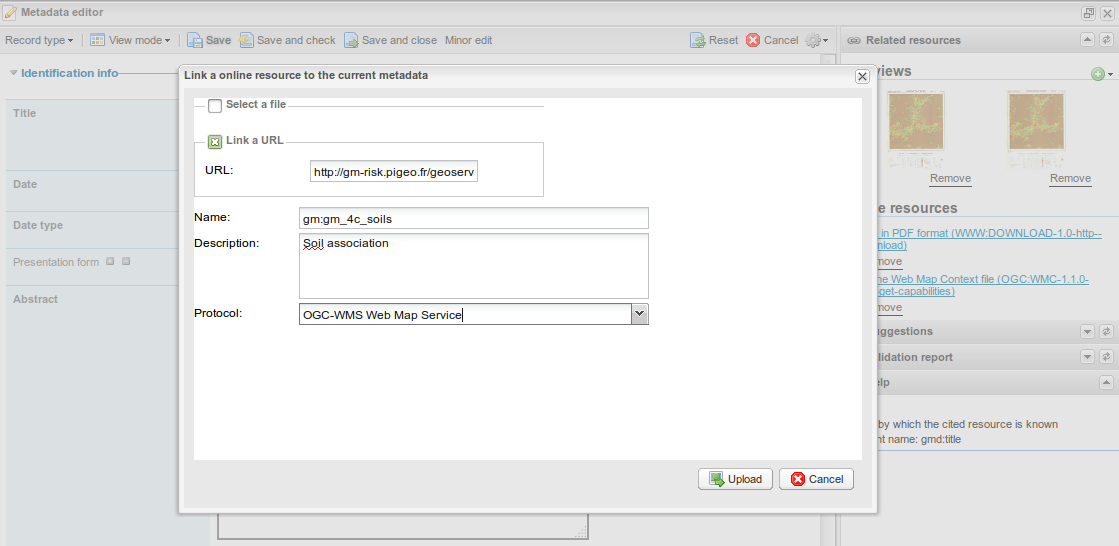 Metadata editor
Record type View mode Save Save and check Save and close Minor edit Reset Cancel
Related resources
Identification info
Title
Date
Date type
Presentation form
Abstract
Link a online resource to the current metadata
Select a file
Link a URL
URL: http://gm-risk.pigeo.fr/geoserv
Name: gm:gm_4c_soils
Description: Soil association
Protocol: OGC-WMS Web Map Service
Upload Cancel
views
Remove Remove
e resources
in PDF format (WWW:DOWNLOAD-1.0-http--
nload)
move
he Web Map Context file (OGC:WMC-1.1.0-
get-capabilities)
move
ggestions
lidation report
elp
by which the cited resource is known
nt name: gmd:title